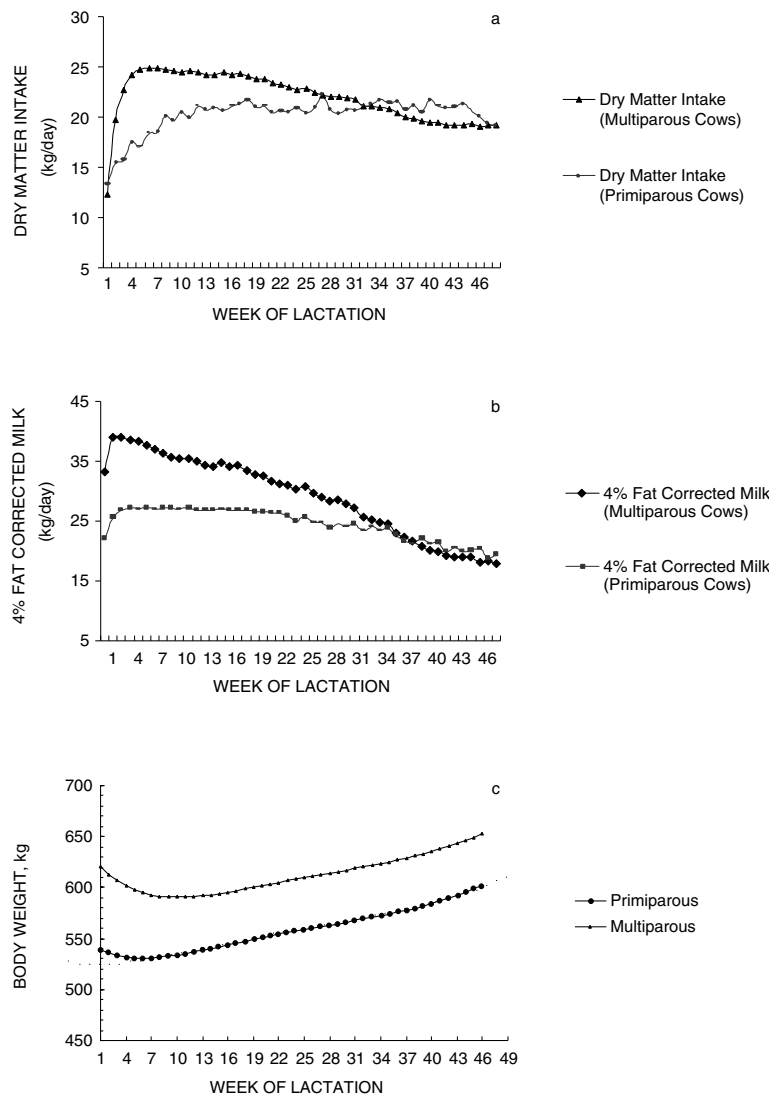 a
30
25
20
15
10
5
DRY MATTER INTAKE
(kg/day)
1 4 7 10 13 16 19 22 25 28 31 34 37 40 43 46
WEEK OF LACTATION
Dry Matter Intake
(Multiparous Cows)
Dry Matter Intake
(Primiparous Cows)
b
45
35
25
15
5
4% FAT CORRECTED MILK
(kg/day)
1 4 7 10 13 16 19 22 25 28 31 34 37 40 43 46
WEEK OF LACTATION
4% Fat Corrected Milk
(Multiparous Cows)
4% Fat Corrected Milk
(Primiparous Cows)
c
700
650
600
550
500
450
BODY WEIGHT, kg
1 4 7 10 13 16 19 22 25 28 31 34 37 40 43 46 49
WEEK OF LACTATION
Primiparous
Multiparous